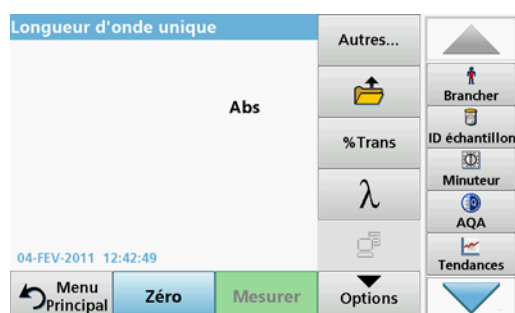 Longueur d'onde unique
Abs
04-FEV-2011 12:42:49
Menu
Principal
Zéro
Mesurer
Autres...
%Trans
λ
Options
Brancher
ID échantillon
Minuteur
AQA
Tendances